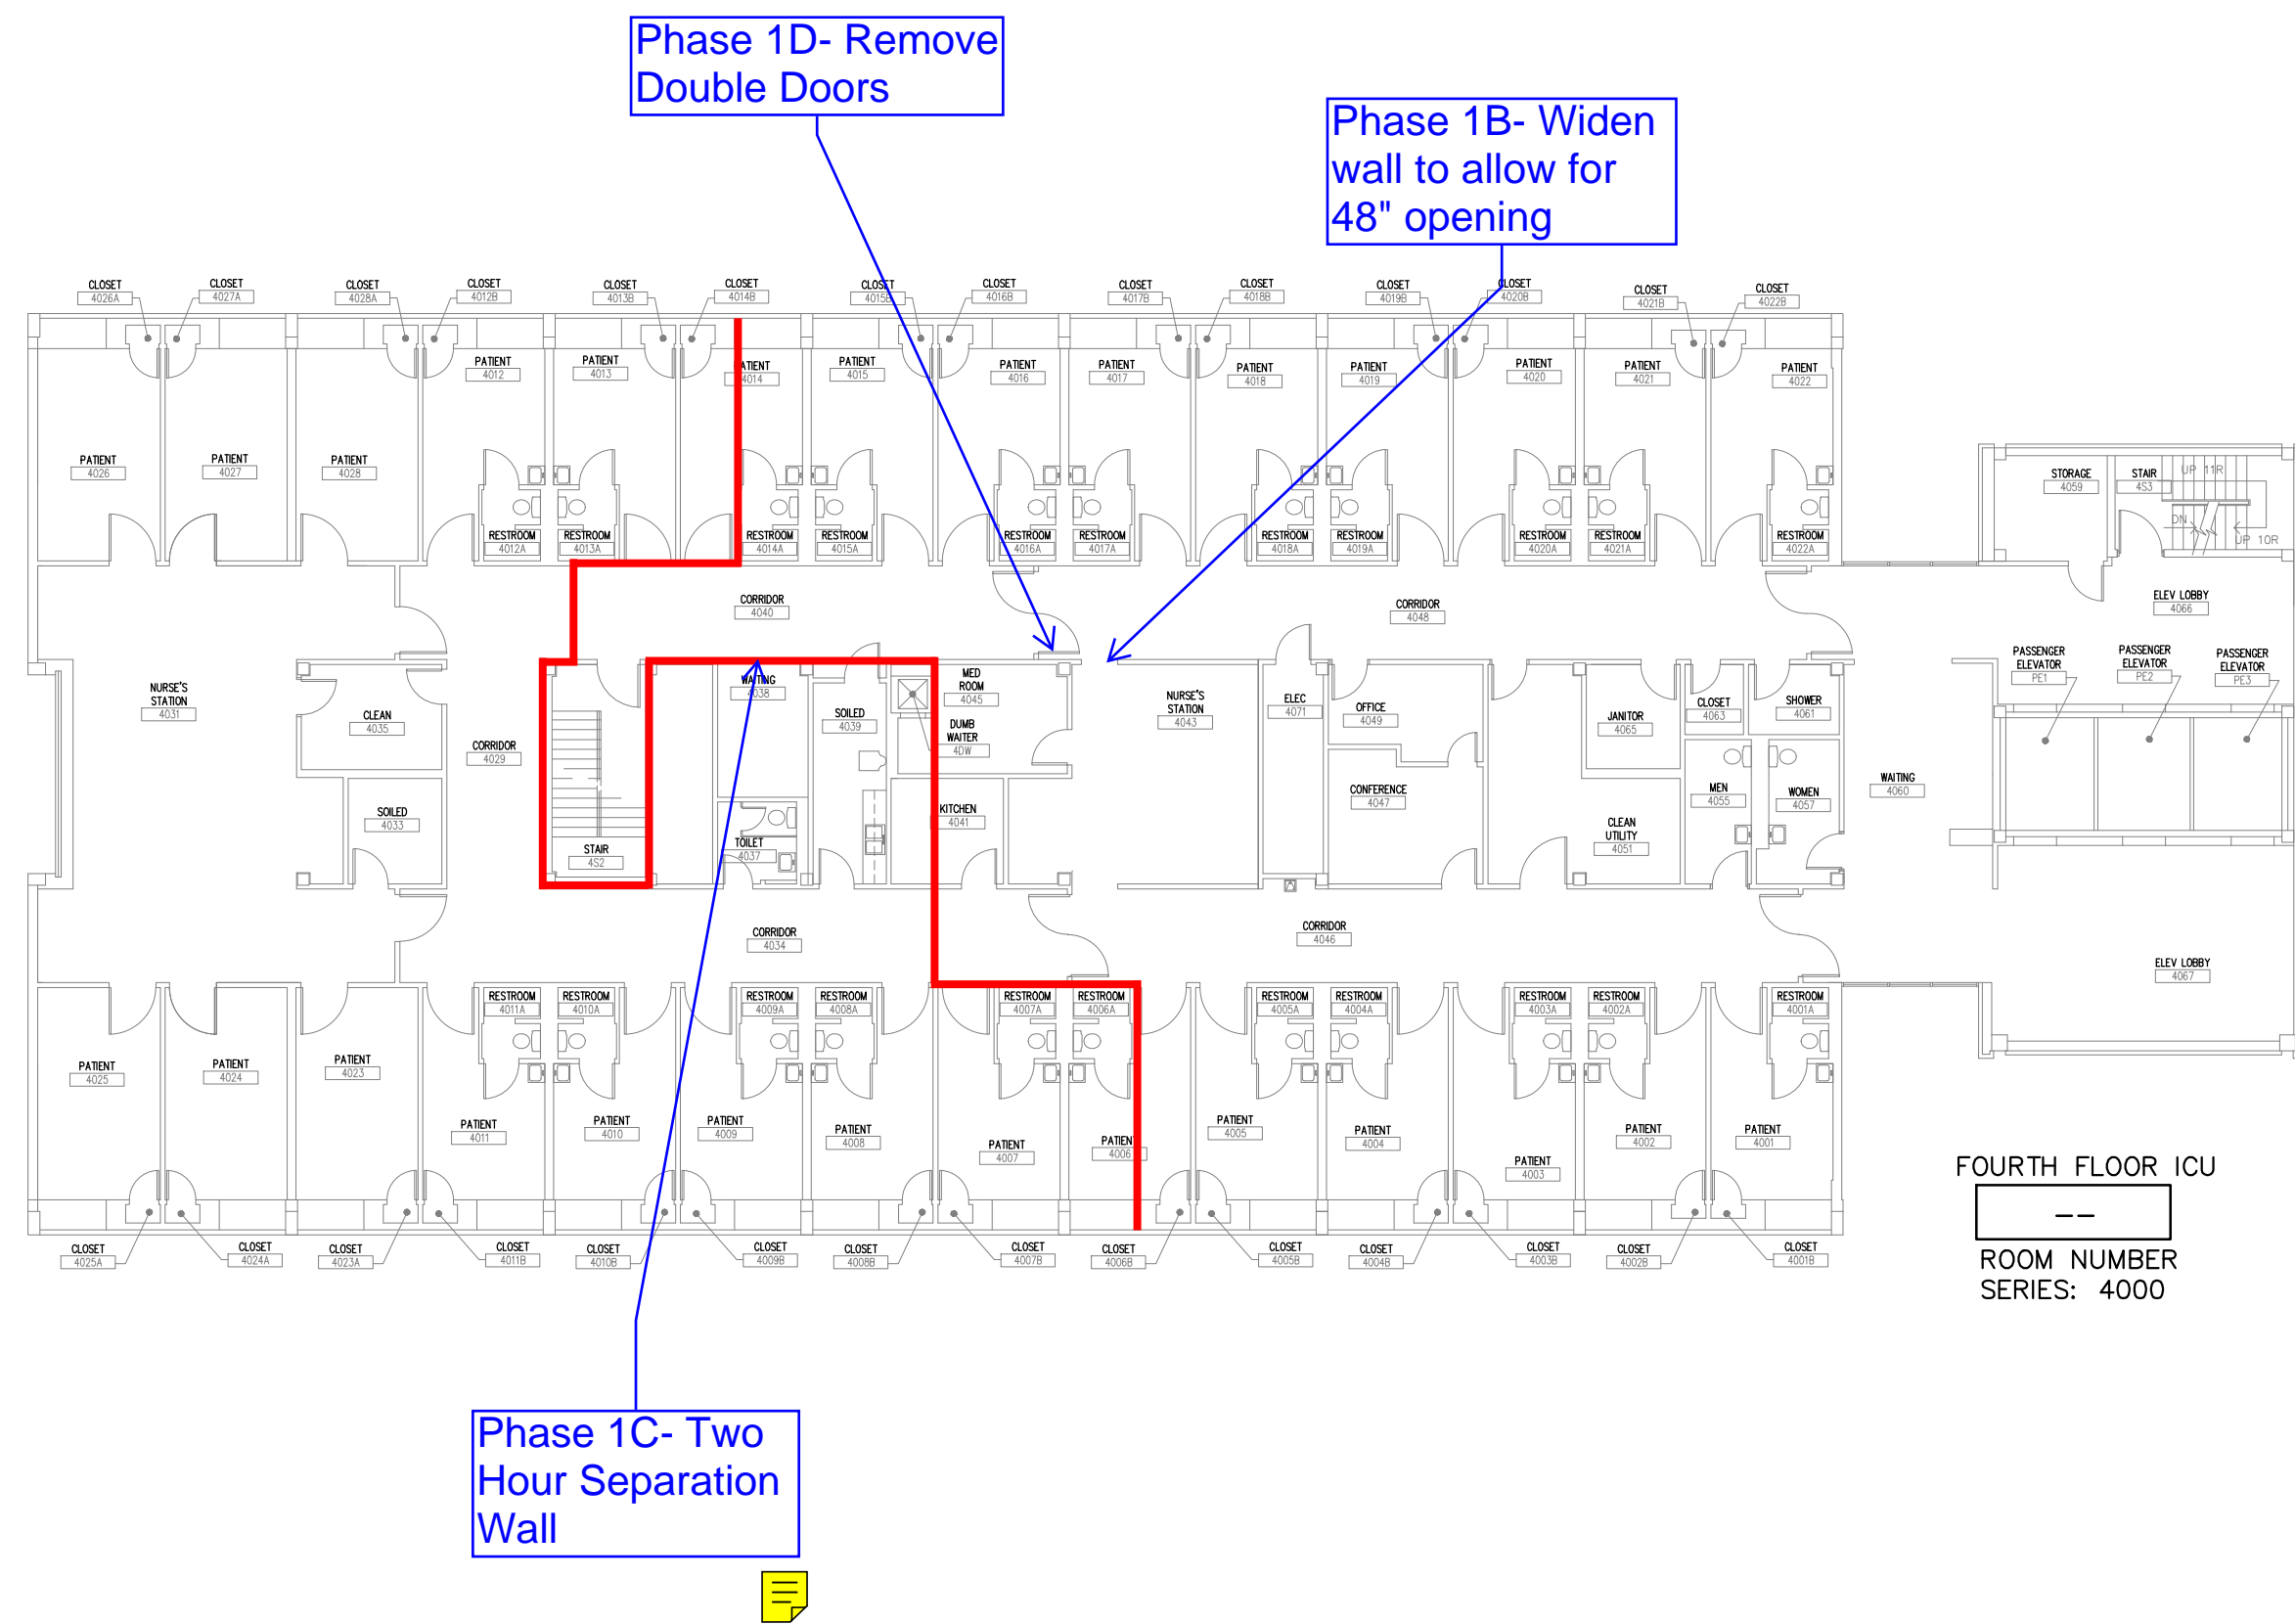 Phase 1D- Remove
Double Doors
Phase 1B- Widen
wall to allow for
48" opening
CLOSET
4026A
CLOSET
4027A
CLOSET
4028A
CLOSET
4012B
CLOSET
4013B
CLOSET
4014B
CLOSET
4015B
CLOSET
4016B
CLOSET
4017B
CLOSET
4018B
CLOSET
4019B
CLOSET
4020B
CLOSET
4021B
CLOSET
4022B
PATIENT
4012
PATIENT
4013
PATIENT
4014
PATIENT
4015
PATIENT
4016
PATIENT
4017
PATIENT
4018
PATIENT
4019
PATIENT
4020
PATIENT
4021
PATIENT
4022
PATIENT
4026
PATIENT
4027
PATIENT
4028
STORAGE
4059
STAIR
4S3
UP 11R
DN
UP 10R
RESTROOM
4012A
RESTROOM
4013A
RESTROOM
4014A
RESTROOM
4015A
RESTROOM
4016A
RESTROOM
4017A
RESTROOM
4018A
RESTROOM
4019A
RESTROOM
4020A
RESTROOM
4021A
RESTROOM
4022A
CORRIDOR
4040
CORRIDOR
4048
ELEV LOBBY
4066
PASSENGER
ELEVATOR
PE1
PASSENGER
ELEVATOR
PE2
PASSENGER
ELEVATOR
PE3
NURSE'S
STATION
4031
CLEAN
4035
CORRIDOR
4029
WAITING
4038
SOILED
4039
MED
ROOM
4045
DUMB
WAITER
4DW
NURSE'S
STATION
4043
ELEC
4071
OFFICE
4049
JANITOR
4065
CLOSET
4063
SHOWER
4061
SOILED
4033
STAIR
4S2
TOILET
4037
KITCHEN
4041
CONFERENCE
4047
CLEAN
UTILITY
4051
MEN
4055
WOMEN
4057
WAITING
4060
CORRIDOR
4034
CORRIDOR
4046
ELEV LOBBY
4067
RESTROOM
4011A
RESTROOM
4010A
RESTROOM
4009A
RESTROOM
4008A
RESTROOM
4007A
RESTROOM
4006A
RESTROOM
4005A
RESTROOM
4004A
RESTROOM
4003A
RESTROOM
4002A
RESTROOM
4001A
PATIENT
4025
PATIENT
4024
PATIENT
4023
PATIENT
4011
PATIENT
4010
PATIENT
4009
PATIENT
4008
PATIENT
4007
PATIENT
4006
PATIENT
4005
PATIENT
4004
PATIENT
4003
PATIENT
4002
PATIENT
4001
CLOSET
4025A
CLOSET
4024A
CLOSET
4023A
CLOSET
4011B
CLOSET
4010B
CLOSET
4009B
CLOSET
4008B
CLOSET
4007B
CLOSET
4006B
CLOSET
4005B
CLOSET
4004B
CLOSET
4003B
CLOSET
4002B
CLOSET
4001B
FOURTH FLOOR ICU
--
ROOM NUMBER
SERIES: 4000
Phase 1C- Two
Hour Separation
Wall